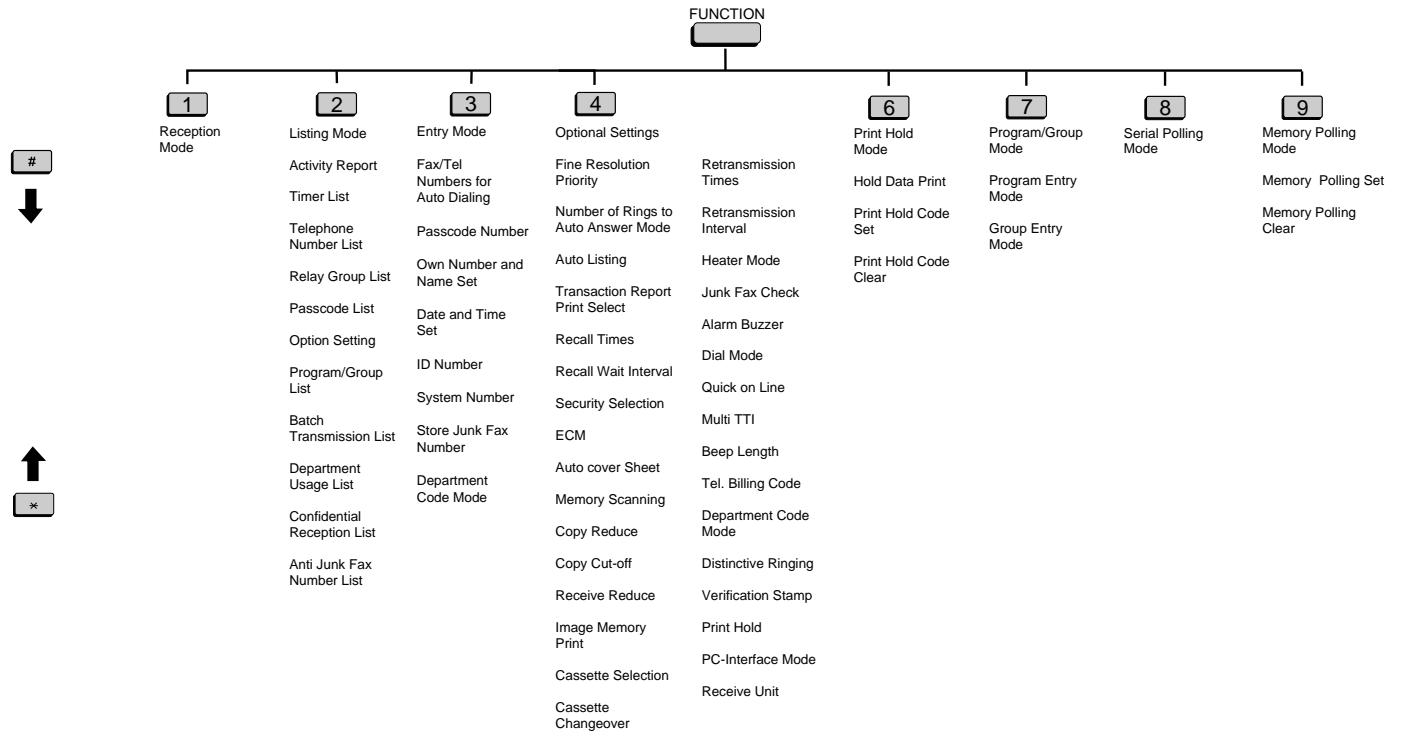 FUNCTION
1
Reception
Mode
#
*
2
Listing Mode
Activity Report
Timer List
Telephone
Number List
Relay Group List
Passcode List
Option Setting
Program/Group
List
Batch
Transmission List
Department
Usage List
Confidential
Reception List
Anti Junk Fax
Number List
3
Entry Mode
Fax/Tel
Numbers for
Auto Dialing
Passcode Number
Own Number and
Name Set
Date and Time
Set
ID Number
System Number
Store Junk Fax
Number
Department
Code Mode
4
Optional Settings
Fine Resolution
Priority
Number of Rings to
Auto Answer Mode
Auto Listing
Transaction Report
Print Select
Recall Times
Recall Wait Interval
Security Selection
ECM
Auto cover Sheet
Memory Scanning
Copy Reduce
Copy Cut-off
Receive Reduce
Image Memory
Print
Cassette Selection
Cassette
Changeover
Retransmission
Times
Retransmission
Interval
Heater Mode
Junk Fax Check
Alarm Buzzer
Dial Mode
Quick on Line
Multi TTI
Beep Length
Tel. Billing Code
Department Code
Mode
Distinctive Ringing
Verification Stamp
Print Hold
PC-Interface Mode
Receive Unit
6
Print Hold
Mode
Hold Data Print
Print Hold Code
Set
Print Hold Code
Clear
7
Program/Group
Mode
Program Entry
Mode
Group Entry
Mode
8
Serial Polling
Mode
9
Memory Polling
Mode
Memory Polling Set
Memory Polling
Clear